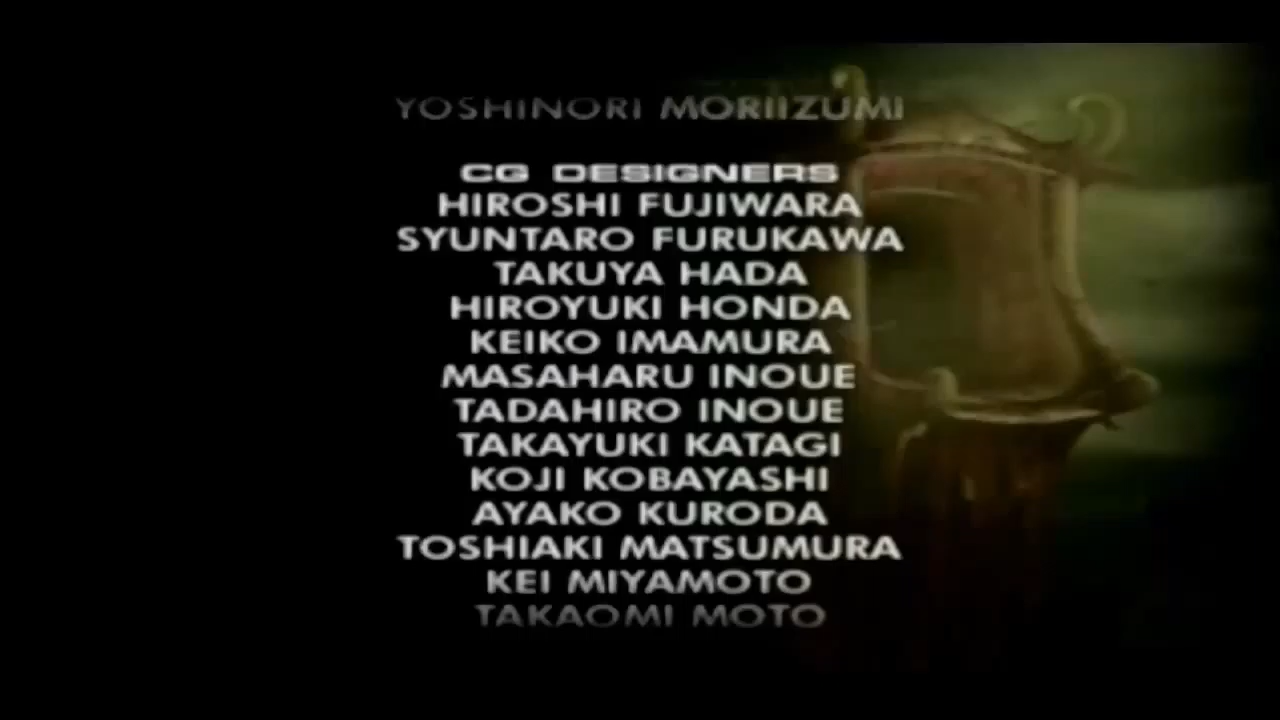 YOSHINORI MORIIZUMI
CG DESIGNERS
HIROSHI FUJIWARA
SYUNTARO FURUKAWA
TAKUYA HADA
HIROYUKI HONDA
KEIKO IMAMURA
MASAHARU INOUE
TADAHIRO INOUE
TAKAYUKI KATAGI
KOJI KOBAYASHI
AYAKO KURODA
TOSHIAKI MATSUMURA
KEI MIYAMOTO
TAKAOMI MOTO